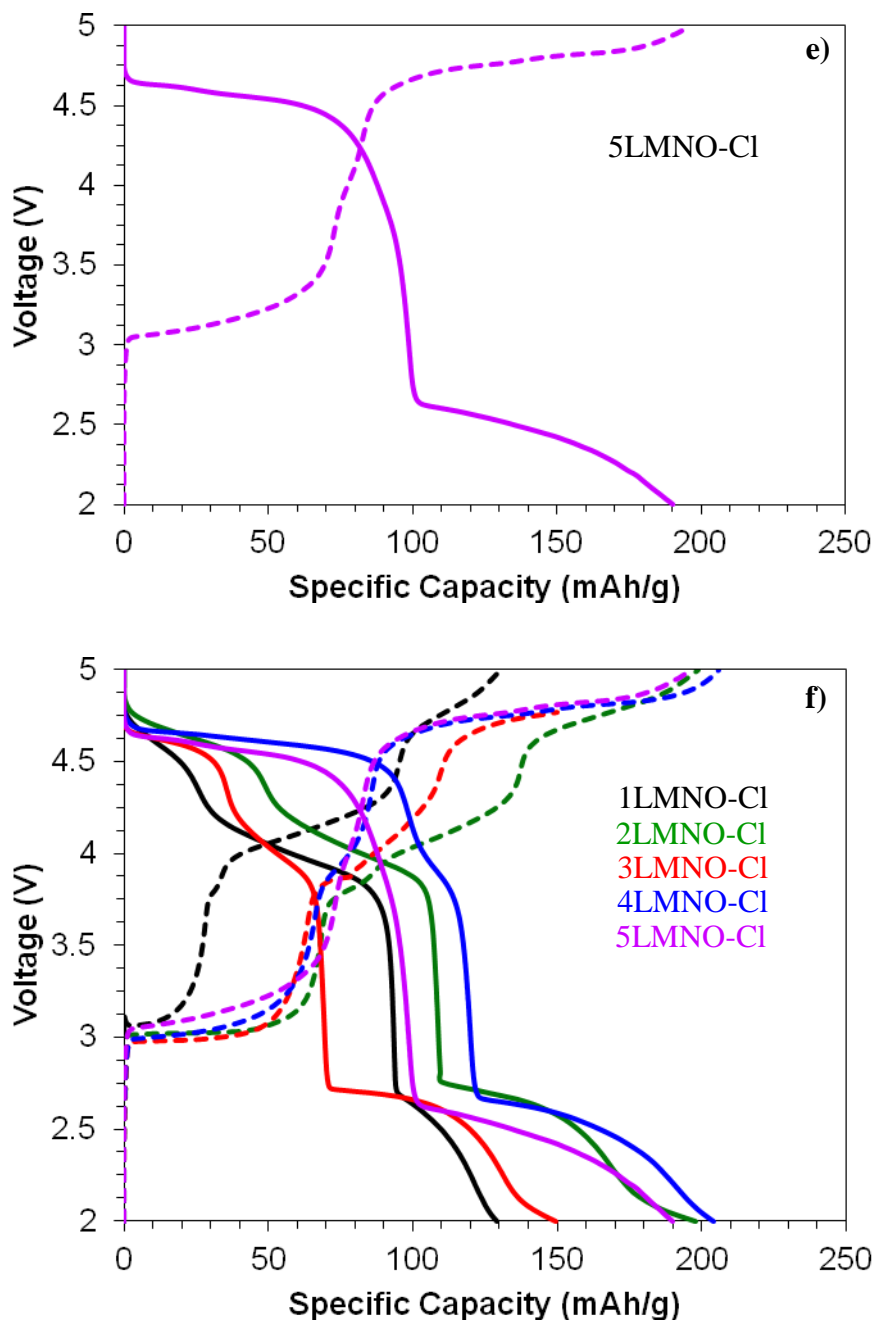 e)
5
4.5
4
3.5
3
2.5
2
Voltage (V)
5LMNO-Cl
0 50 100 150 200 250
Specific Capacity (mAh/g)
f)
5
4.5
4
3.5
3
2.5
2
Voltage (V)
1LMNO-Cl
2LMNO-Cl
3LMNO-Cl
4LMNO-Cl
5LMNO-Cl
0 50 100 150 200 250
Specific Capacity (mAh/g)